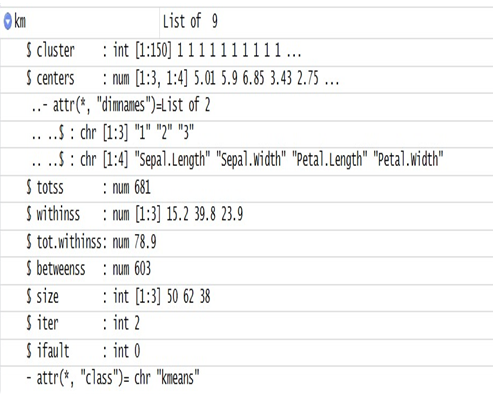 km List of 9
$ cluster : int [1:150] 1 1 1 1 1 1 1 1 1 1 ...
$ centers : num [1:3, 1:4] 5.01 5.9 6.85 3.43 2.75 ...
..- attr(*, "dimnames")=List of 2
.. ..$ : chr [1:3] "1" "2" "3"
.. ..$ : chr [1:4] "Sepal.Length" "Sepal.Width" "Petal.Length" "Petal.Width"
$ totss : num 681
$ withinss : num [1:3] 15.2 39.8 23.9
$ tot.withinss: num 78.9
$ betweenss : num 603
$ size : int [1:3] 50 62 38
$ iter : int 2
$ ifault : int 0
- attr(*, "class")= chr "kmeans"